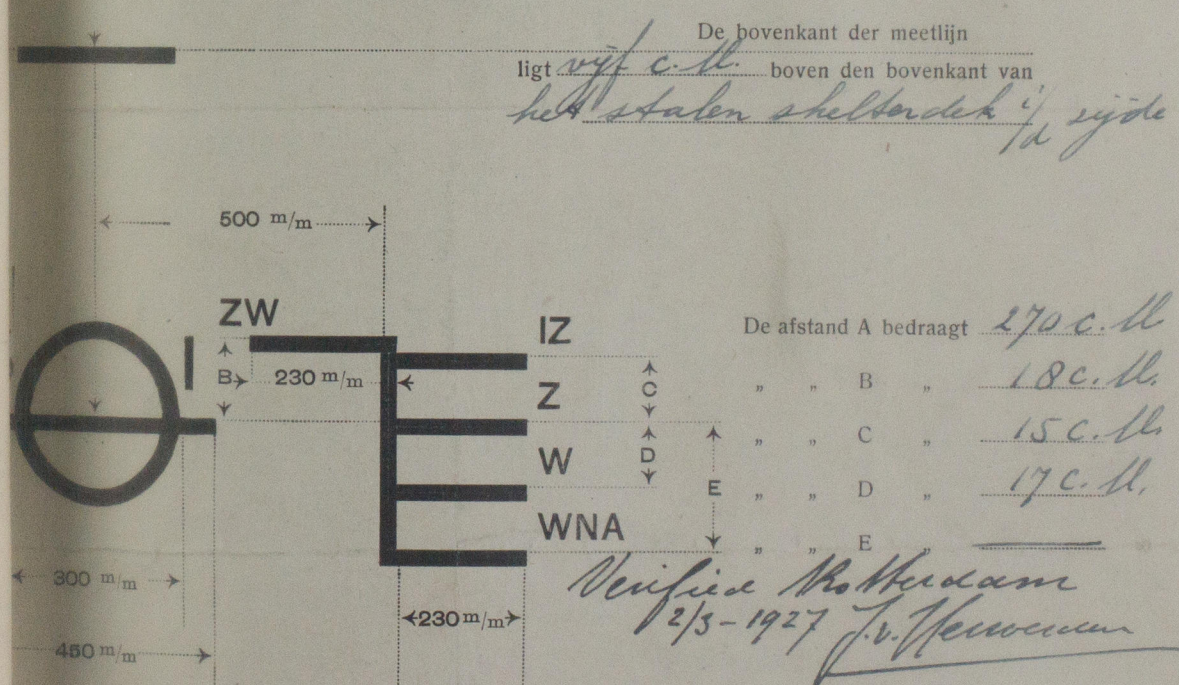 De bovenkant der meetlijn
ligt vijf c.M. boven den bovenkant van
het stalen shelterdek i/d zijde
500 m/m
ZW
IZ
De afstand A bedraagt 270 c.M.
B
230 m/m
C
„ „ B „ 18 c.M.
Z
„ „ C „ 15 c.M.
W
D
E
„ „ D „ 17 c.M.
WNA
„ „ E „
300 m/m
Verified Rotterdam
230 m/m
2/3-1927
450 m/m